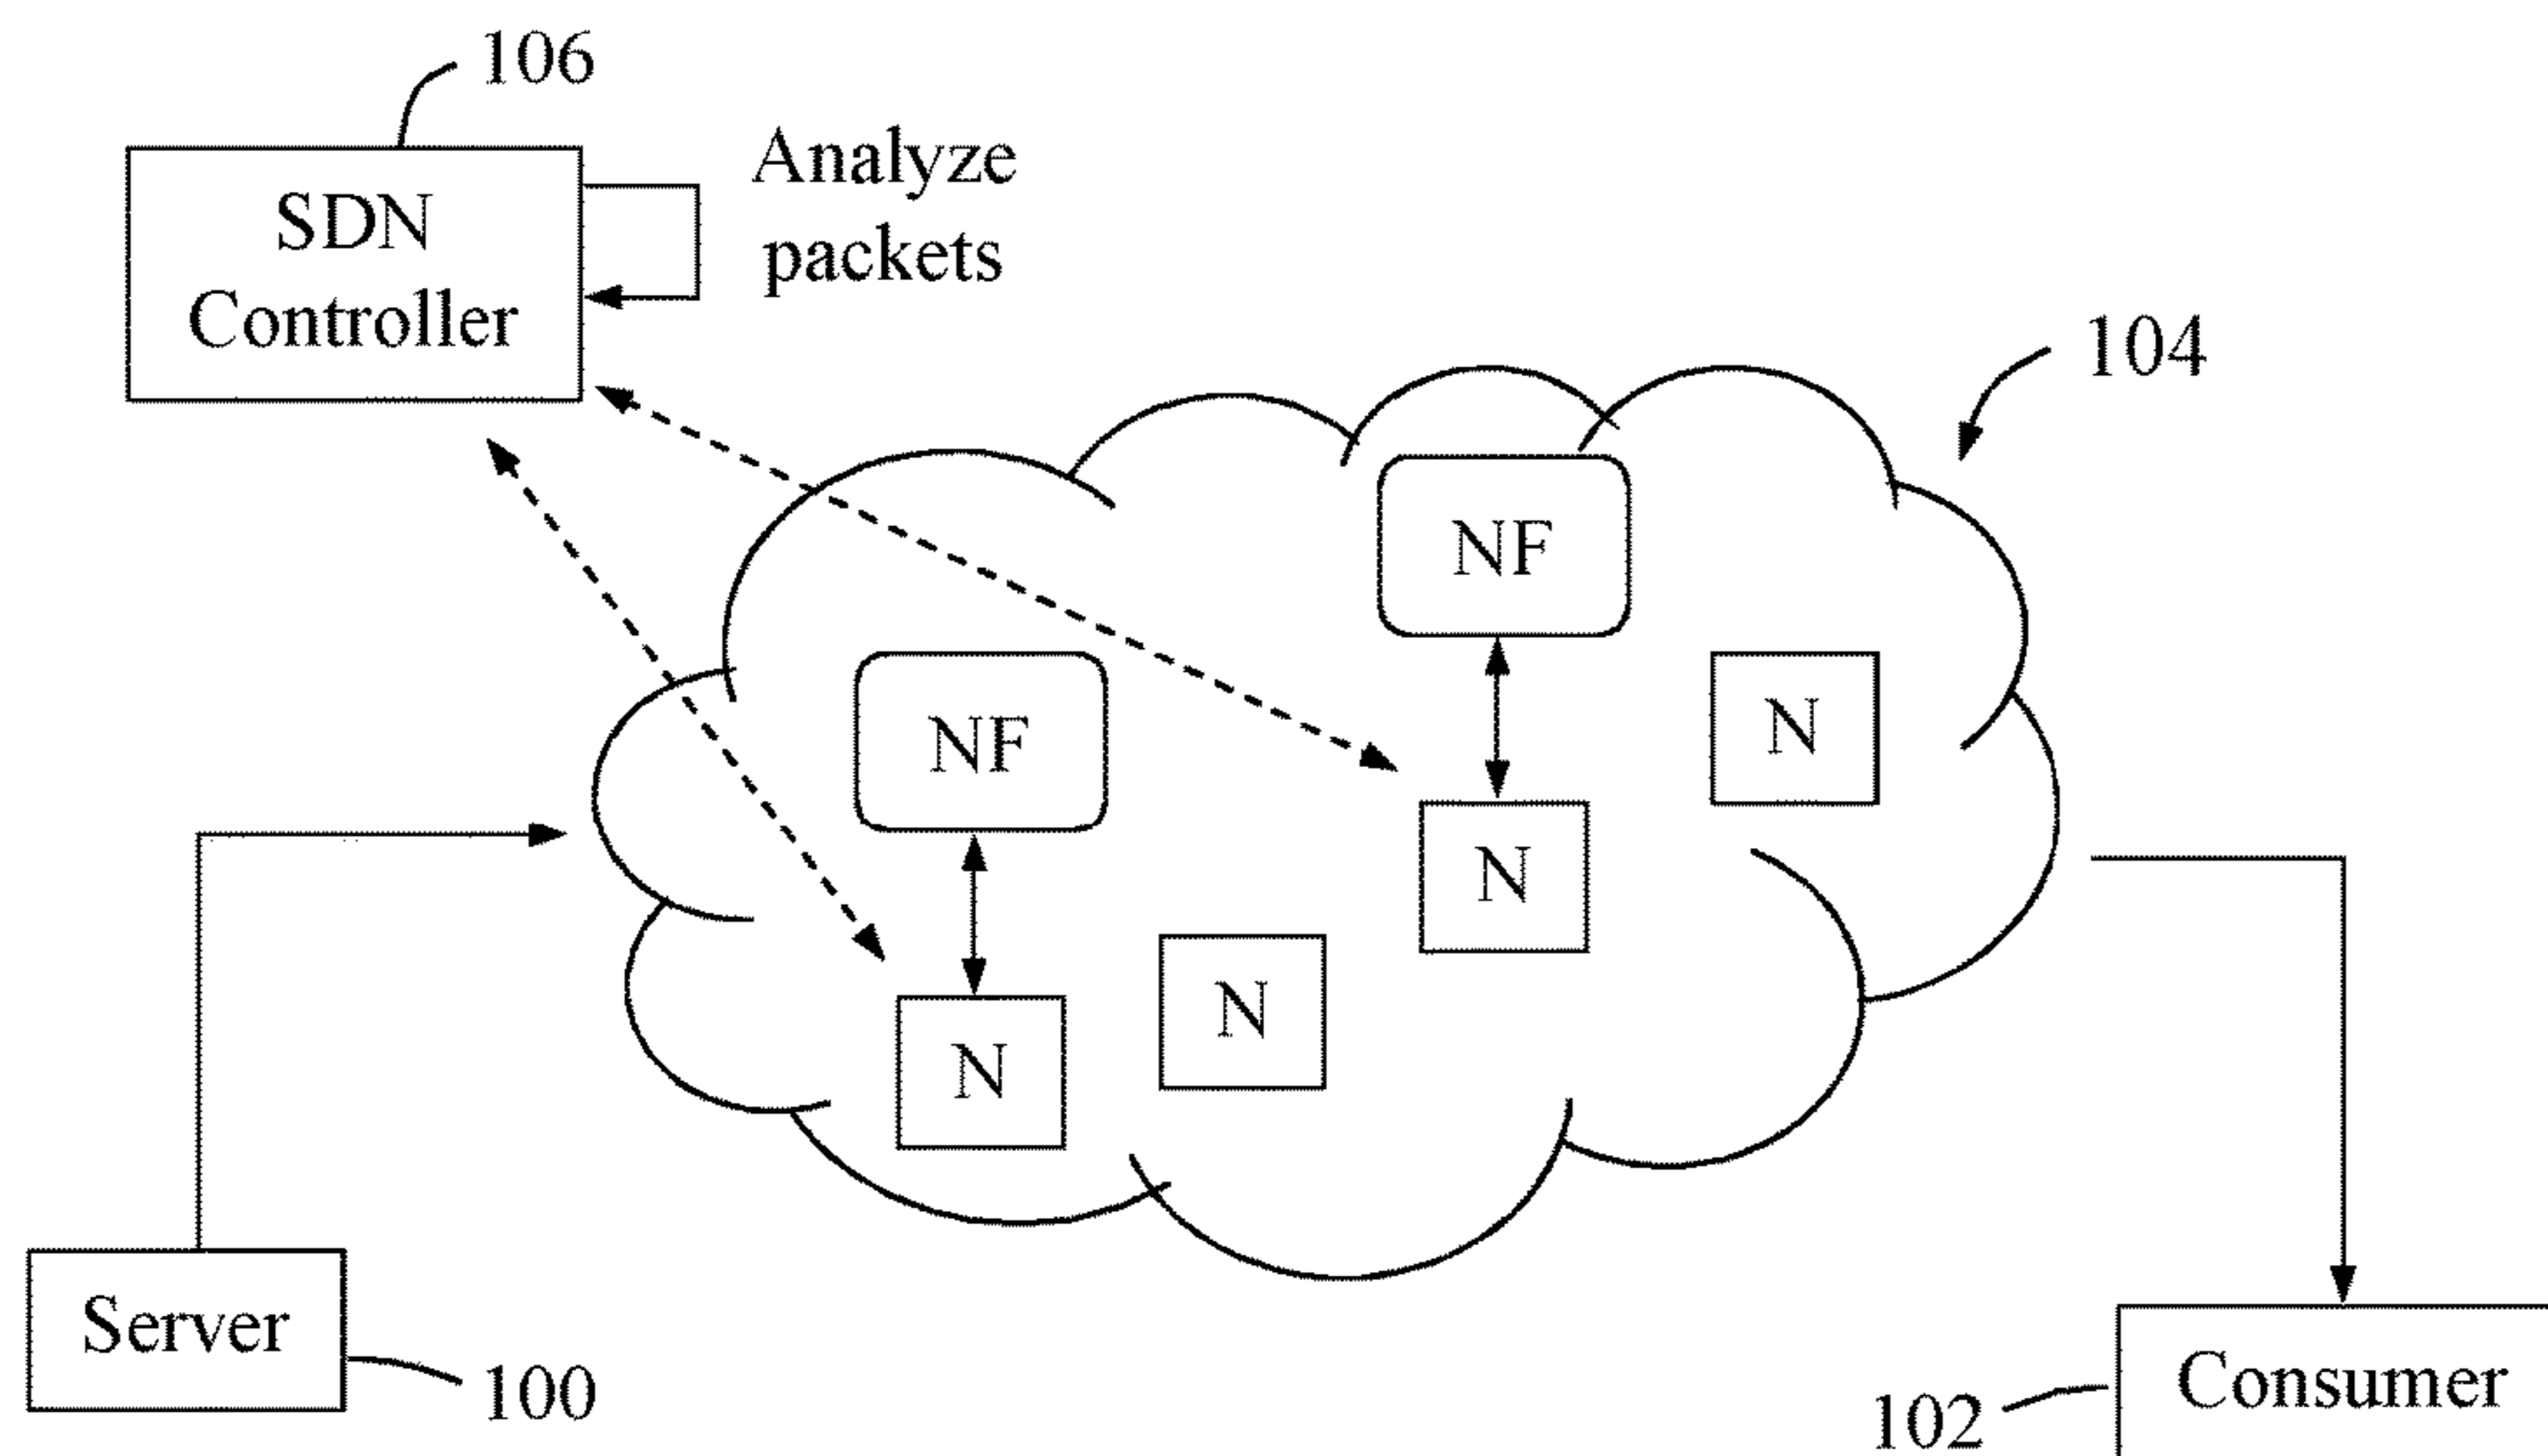 106
SDN
Controller
Analyze
packets
104
NF
NF
N
N
N
N
Server
100
102
Consumer